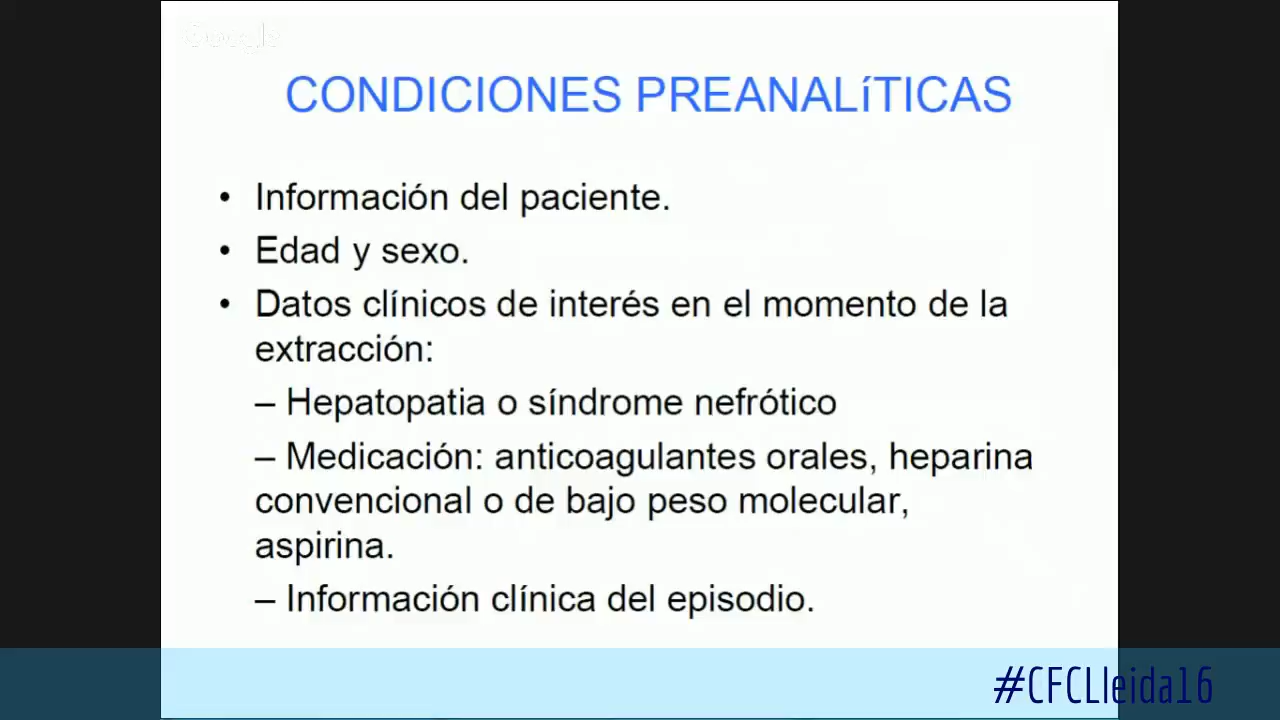 Google
CONDICIONES PREANALíTICAS
• Información del paciente.
• Edad y sexo.
• Datos clínicos de interés en el momento de la
extracción:
– Hepatopatia o síndrome nefrótico
– Medicación: anticoagulantes orales, heparina
convencional o de bajo peso molecular,
aspirina.
– Información clínica del episodio.
#CFCLleida16